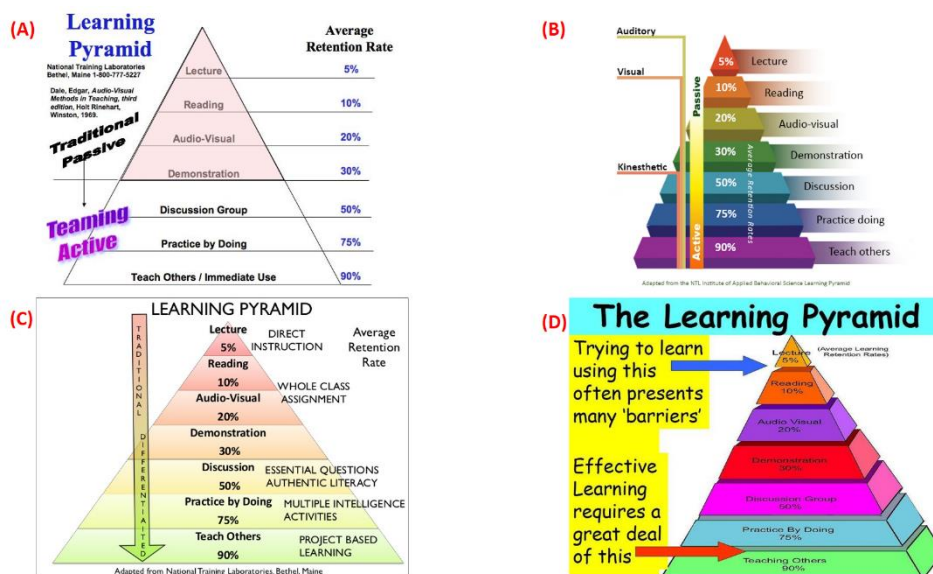 (A)
Learning
Pyramid
Average
Retention Rate
National Training Laboratories
Bethel, Maine 1-800-777-5227
Dale, Edgar, Audio-Visual
Methods in Teaching, third
edition, Holt Rinehart,
Winston, 1969.
Traditional
Passive
Teaming
Active
Lecture
5%
Reading
10%
Audio-Visual
20%
Demonstration
30%
Discussion Group
50%
Practice by Doing
75%
Teach Others / Immediate Use
90%
(B)
Auditory
Visual
Kinesthetic
Passive
Active
Average Retention Rates
5%
Lecture
10%
Reading
20%
Audio-visual
30%
Demonstration
50%
Discussion
75%
Practice doing
90%
Teach others
Adapted from the NTL Institute of Applied Behavioral Science Learning Pyramid
(C)
LEARNING PYRAMID
TRADITIONAL
DIFFERENTIAITED
Average
Retention
Rate
Lecture
5%
DIRECT
INSTRUCTION
Reading
10%
WHOLE CLASS
ASSIGNMENT
Audio-Visual
20%
Demonstration
30%
Discussion
50%
ESSENTIAL QUESTIONS
AUTHENTIC LITERACY
Practice by Doing
75%
MULTIPLE INTELLIGENCE
ACTIVITIES
Teach Others
90%
PROJECT BASED
LEARNING
Adapted from National Training Laboratories, Bethel, Maine
(D)
The Learning Pyramid
Trying to learn
using this
often presents
many 'barriers'
Effective
Learning
requires a
great deal
of this
(Average Learning
Retention Rates)
Lecture
5%
Reading
10%
Audio Visual
20%
Demonstration
30%
Discussion Group
50%
Practice By Doing
75%
Teaching Others
90%